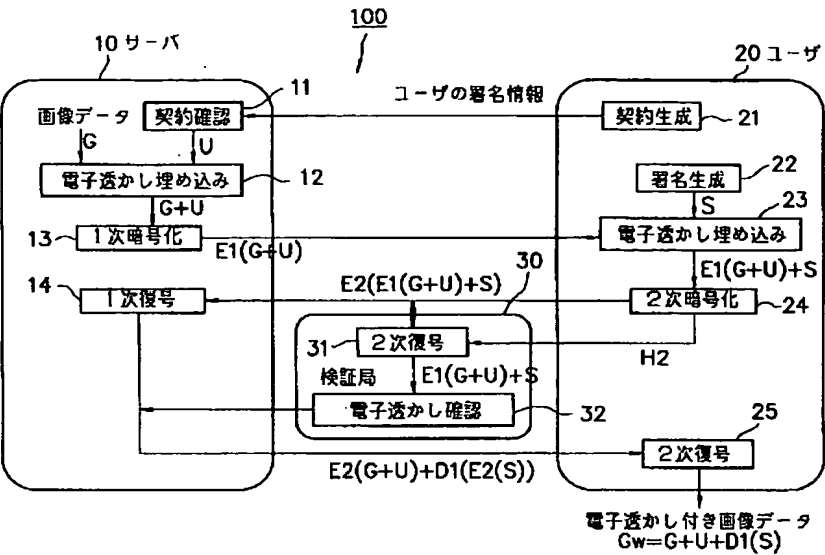 100
10 サーバ
20 ユーザ
11
ユーザの署名情報
画像データ
契約確認
契約生成
21
G
U
22
電子透かし埋め込み
12
署名生成
G+U
S
23
13
1次暗号化
電子透かし埋め込み
E1(G+U)
E1(G+U)+S
14
E2(E1(G+U)+S)
30
1次復号
2次暗号化
24
31
2次復号
H2
検証局
E1(G+U)+S
電子透かし確認
32
25
2次復号
E2(G+U)+D1(E2(S))
電子透かし付き画像データ
Gw=G+U+D1(S)